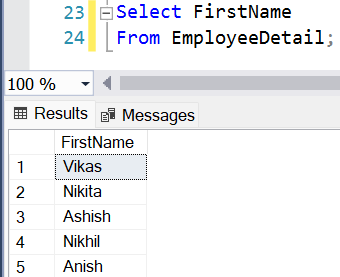 23 Select FirstName
24 From EmployeeDetail;
100 %
Results Messages
FirstName
1 Vikas
2 Nikita
3 Ashish
4 Nikhil
5 Anish